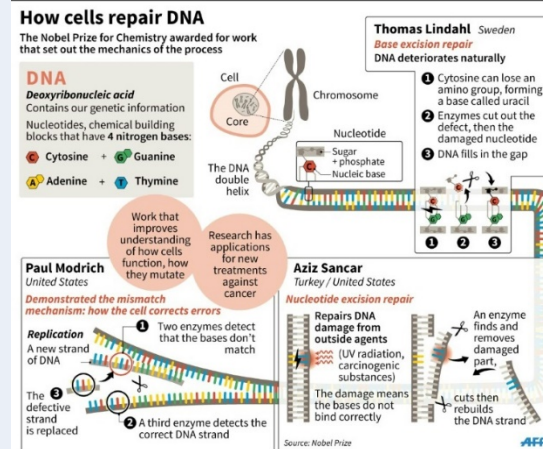 How cells repair DNA
The Nobel Prize for Chemistry awarded for work
that set out the mechanics of the process
DNA
Deoxyribonucleic acid
Contains our genetic information
Nucleotides, chemical building
blocks that have 4 nitrogen bases:
C Cytosine + G Guanine
A Adenine + T Thymine
Cell
Core
Chromosome
The DNA
double
helix
Nucleotide
Sugar
+ phosphate
Nucleic base
C
Thomas Lindahl Sweden
Base excision repair
DNA deteriorates naturally
1 Cytosine can lose an
amino group, forming
a base called uracil
2 Enzymes cut out the
defect, then the
damaged nucleotide
3 DNA fills in the gap
1 2 3
Work that
improves
understanding
of how cells
function, how
they mutate
Research has
applications
for new
treatments
against
cancer
Paul Modrich
United States
Demonstrated the mismatch
mechanism: how the cell corrects errors
Replication
A new strand
of DNA
1 Two enzymes detect
that the bases don't
match
3
The
defective
strand
is replaced
2 A third enzyme detects the
correct DNA strand
Aziz Sancar
Turkey / United States
Nucleotide excision repair
Repairs DNA
damage from
outside agents
(UV radiation,
carcinogenic
substances)
The damage means
the bases do not
bind correctly
An enzyme
finds and
removes
damaged
part,
cuts then
rebuilds
the DNA strand
Source: Nobel Prize
AFP